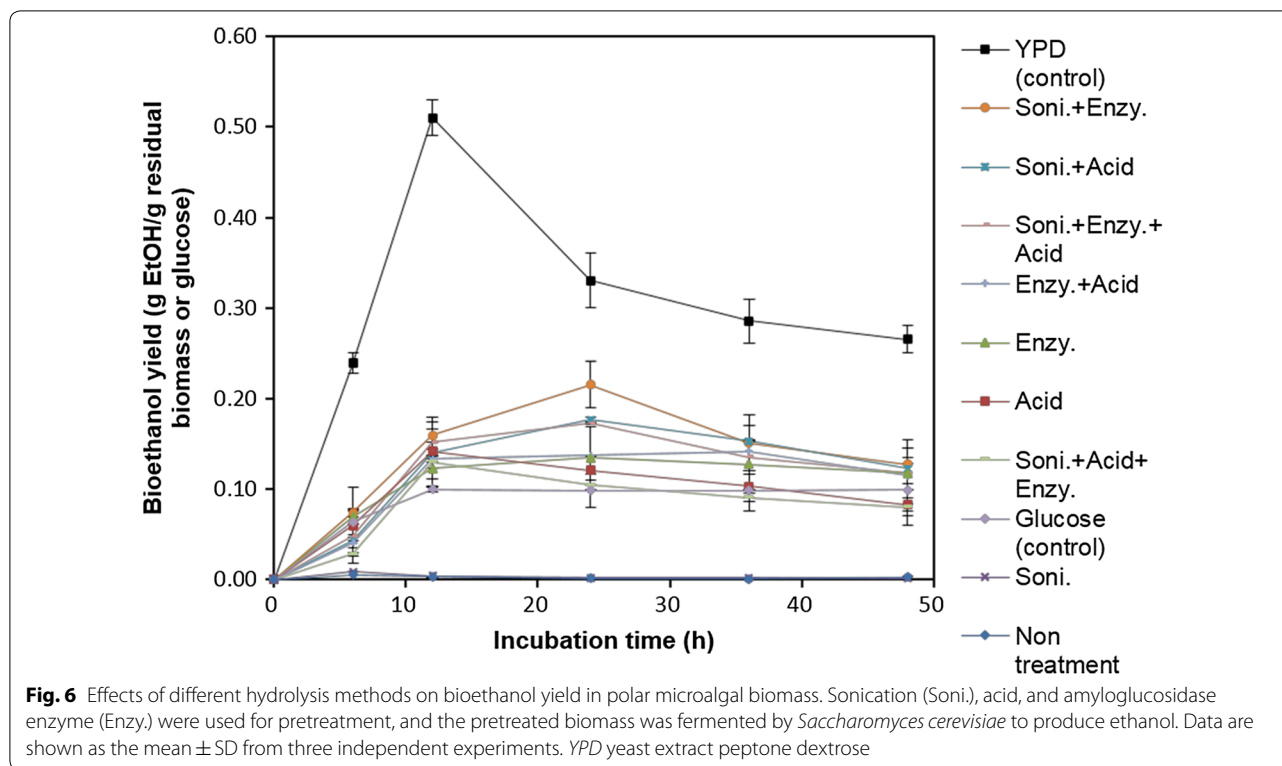 0.60
0.50
0.40
0.30
0.20
0.10
0.00
0
10
20
30
40
50
Bioethanol yield (g EtOH/g residual
biomass or glucose)
Incubation time (h)
YPD
(control)
Soni.+Enzy.
Soni.+Acid
Soni.+Enzy.+
Acid
Enzy.+Acid
Enzy.
Acid
Soni.+Acid+
Enzy.
Glucose
(control)
Soni.
Non
treatment
Fig. 6 Effects of different hydrolysis methods on bioethanol yield in polar microalgal biomass. Sonication (Soni.), acid, and amyloglucosidase
enzyme (Enzy.) were used for pretreatment, and the pretreated biomass was fermented by Saccharomyces cerevisiae to produce ethanol. Data are
shown as the mean ± SD from three independent experiments. YPD yeast extract peptone dextrose